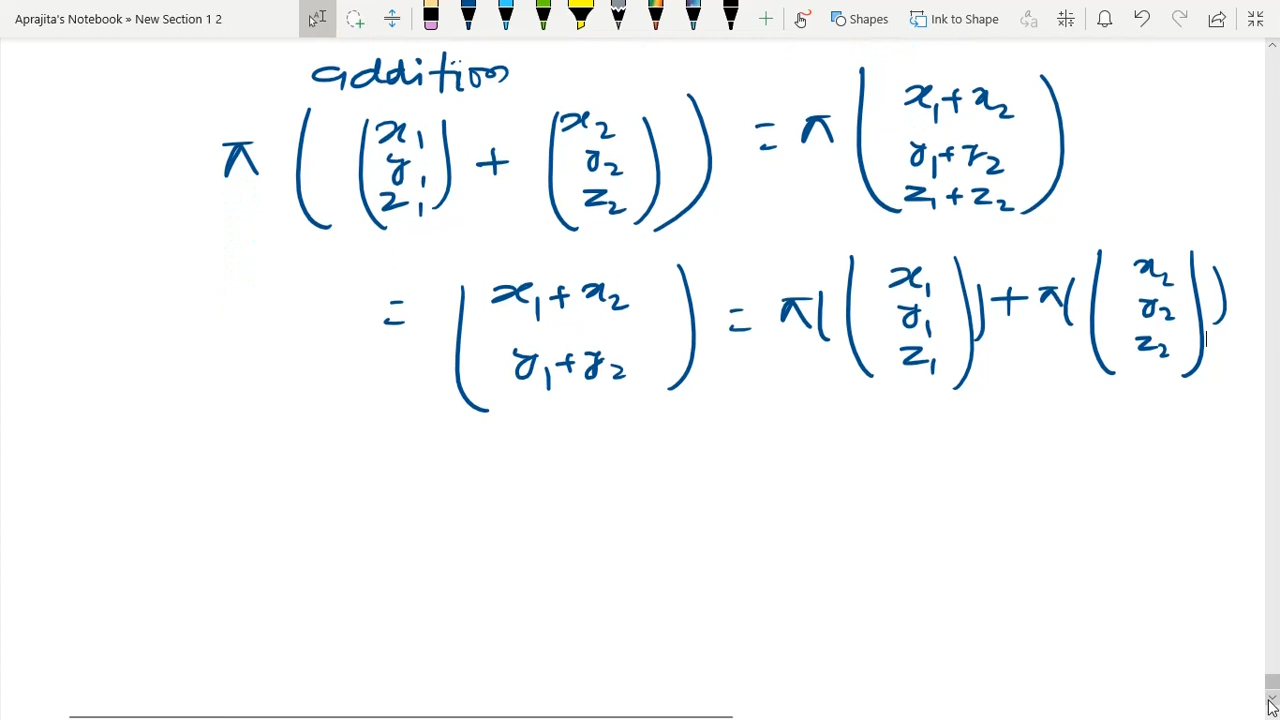 Aprajita's Notebook » New Section 1 2
Shapes
Ink to Shape
addition
π ( ( x₁ y₁ z₁ ) + ( x₂ y₂ z₂ ) ) = π ( x₁+x₂ y₁+y₂ z₁+z₂ )
= ( x₁+x₂ y₁+y₂ ) = π( ( x₁ y₁ z₁ ) ) + π( ( x₂ y₂ z₂ ) )